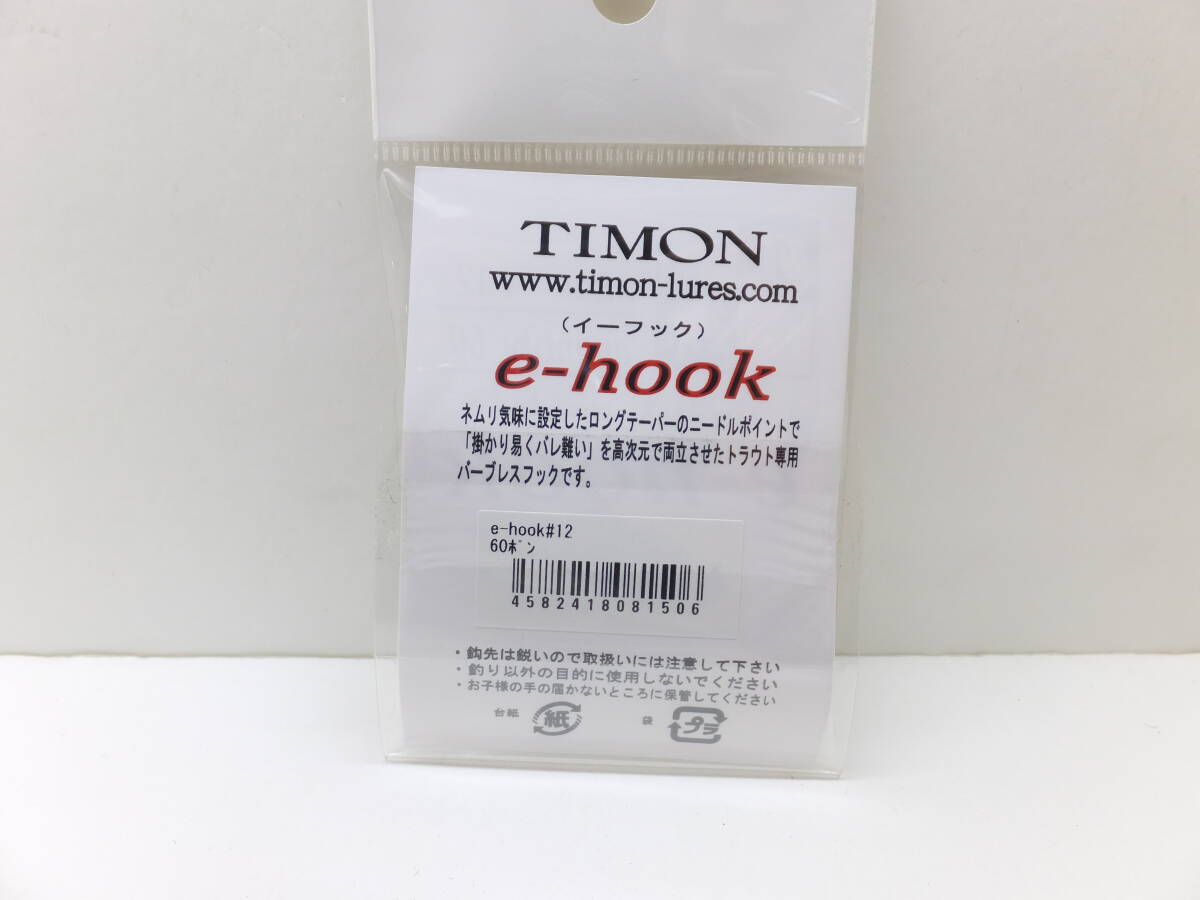 TIMON
www.timon-lures.com
（イーフック）
e-hook
ネムリ気味に設定したロングテーパーのニードルポイントで
「掛かり易くバレ難い」を高次元で両立させたトラウト専用
バーブレスフックです。
e-hook#12
60ﾎﾞﾝ
4582418081506
・鈎先は鋭いので取扱いには注意して下さい
・釣り以外の目的に使用しないでください
・お子様の手の届かないところに保管してください
台紙 紙 袋 プラ